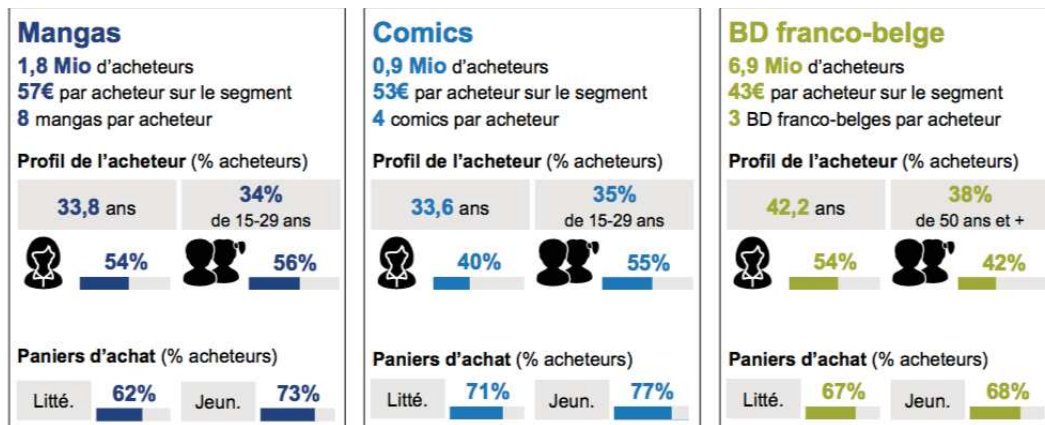 Mangas
1,8 Mio d'acheteurs
57€ par acheteur sur le segment
8 mangas par acheteur
Profil de l'acheteur (% acheteurs)
33,8 ans
34%
de 15-29 ans
54%
56%
Paniers d'achat (% acheteurs)
Litté.
62%
Jeun.
73%
Comics
0,9 Mio d'acheteurs
53€ par acheteur sur le segment
4 comics par acheteur
Profil de l'acheteur (% acheteurs)
33,6 ans
35%
de 15-29 ans
40%
55%
Paniers d'achat (% acheteurs)
Litté.
71%
Jeun.
77%
BD franco-belge
6,9 Mio d'acheteurs
43€ par acheteur sur le segment
3 BD franco-belges par acheteur
Profil de l'acheteur (% acheteurs)
42,2 ans
38%
de 50 ans et +
54%
42%
Paniers d'achat (% acheteurs)
Litté.
67%
Jeun.
68%